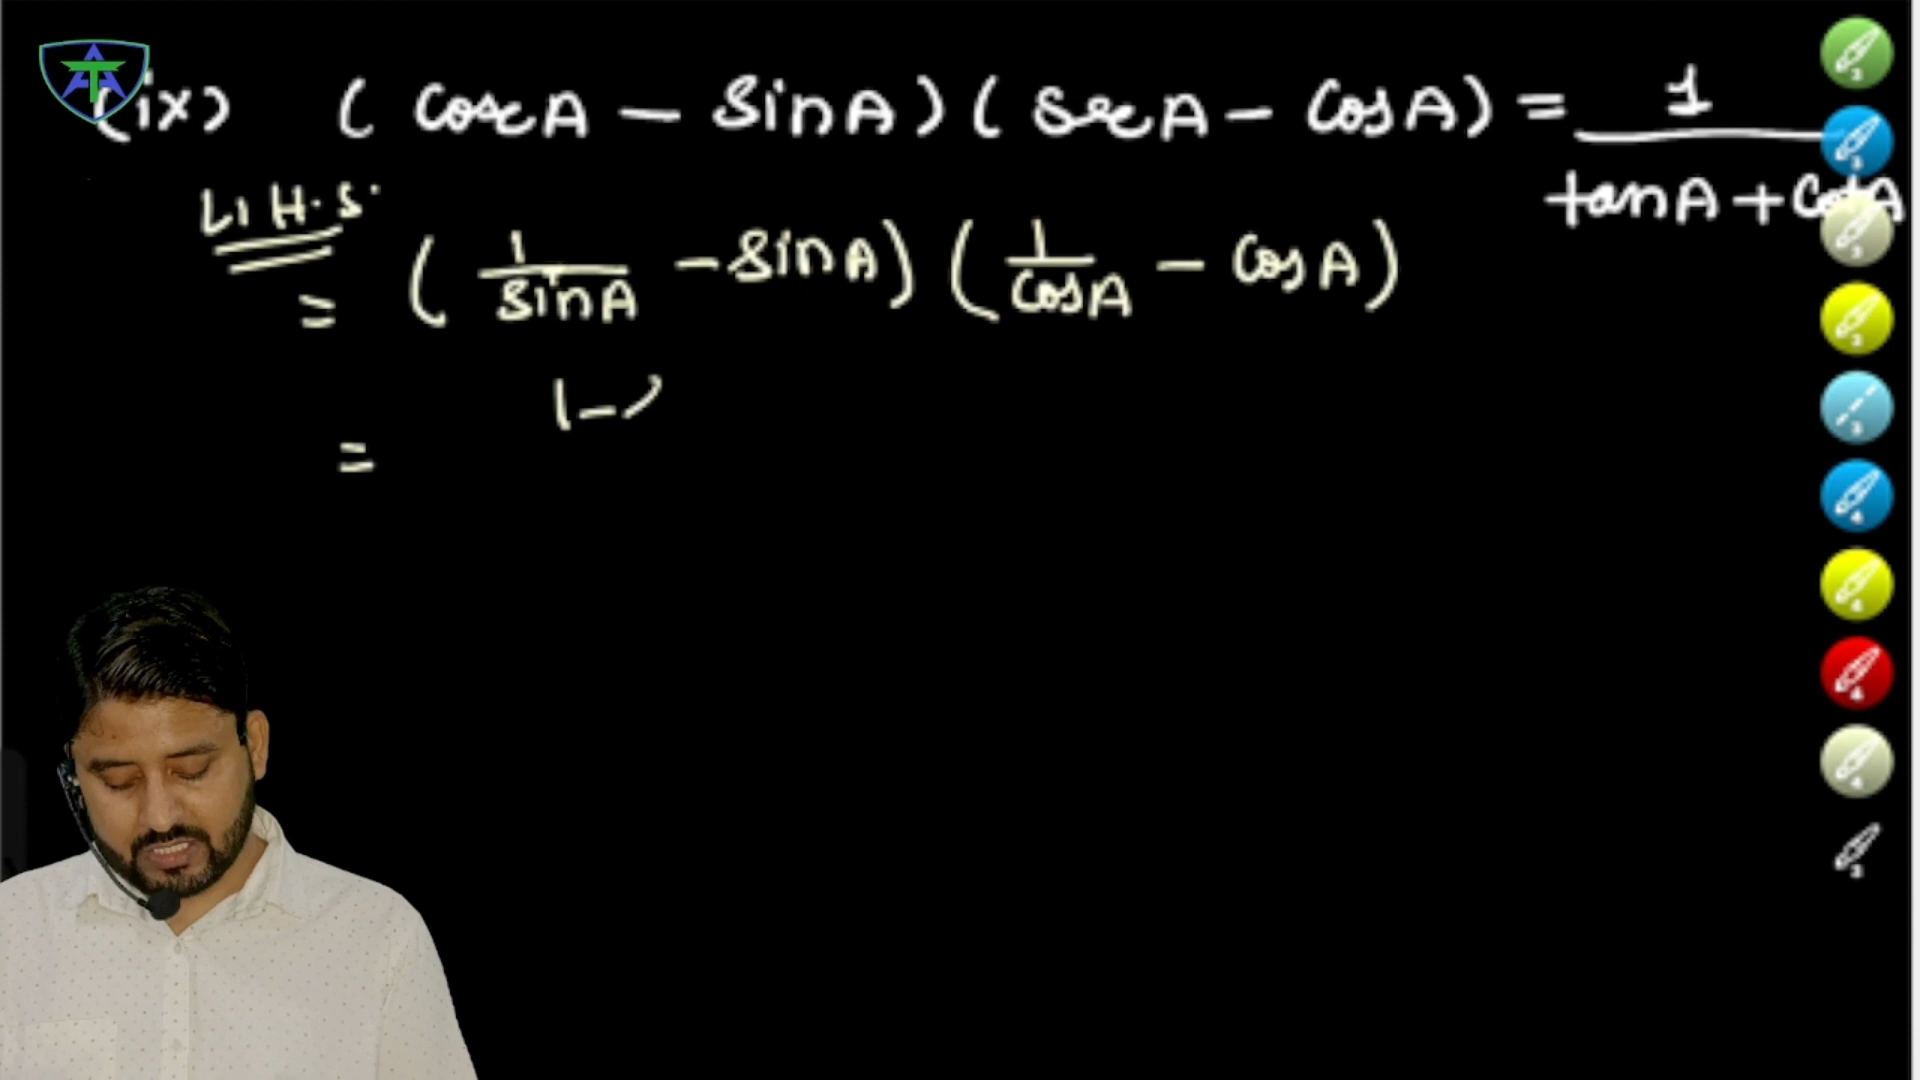 (ix) ( cosecA - sinA ) ( secA - cosA ) = 1 / tanA + cotA
L.H.S.
= ( 1 / sinA - sinA ) ( 1 / cosA - cosA )
1 -
=